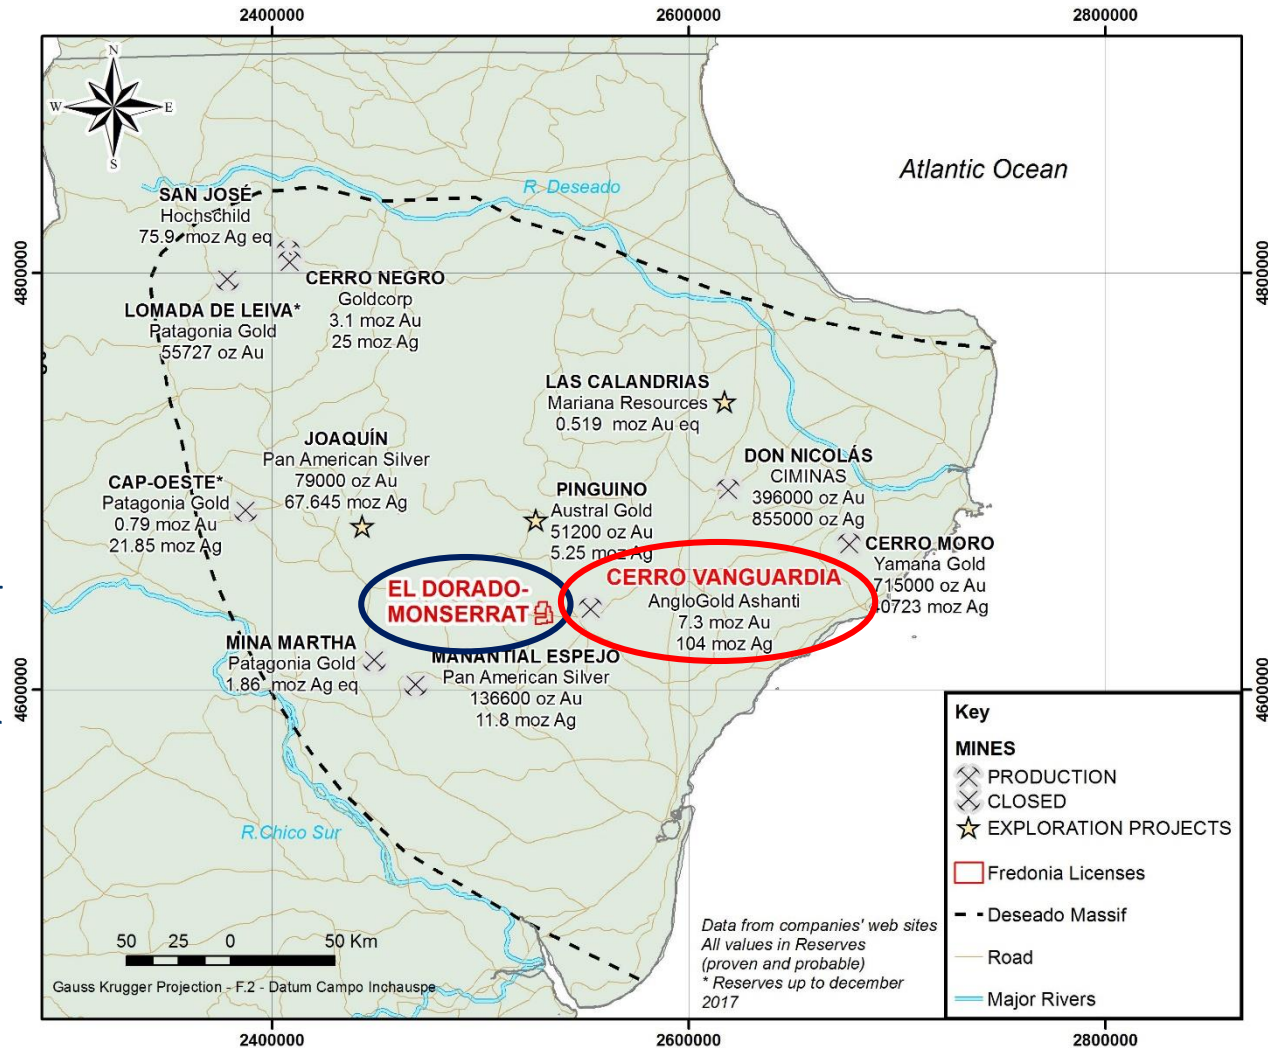 2400000
2600000
2800000
N
W
E
S
Atlantic Ocean
R. Deseado
SAN JOSÉ
Hochschild
75.9 moz Ag eq
4800000
4800000
CERRO NEGRO
Goldcorp
3.1 moz Au
25 moz Ag
LOMADA DE LEIVA*
Patagonia Gold
55727 oz Au
LAS CALANDRIAS
Mariana Resources
0.519 moz Au eq
JOAQUÍN
Pan American Silver
79000 oz Au
67.645 moz Ag
DON NICOLÁS
CIMINAS
396000 oz Au
855000 oz Ag
CAP-OESTE*
Patagonia Gold
0.79 moz Au
21.85 moz Ag
PINGUINO
Austral Gold
51200 oz Au
5.25 moz Ag
CERRO MORO
Yamana Gold
715000 oz Au
40723 moz Ag
EL DORADO-
MONSERRAT
CERRO VANGUARDIA
AngloGold Ashanti
7.3 moz Au
104 moz Ag
MINA MARTHA
Patagonia Gold
1.86 moz Ag eq
MANANTIAL ESPEJO
Pan American Silver
136600 oz Au
11.8 moz Ag
4600000
4600000
R.Chico Sur
Key
MINES
PRODUCTION
CLOSED
EXPLORATION PROJECTS
Fredonia Licenses
Deseado Massif
Road
Major Rivers
50 25 0 50 Km
Gauss Krugger Projection - F.2 - Datum Campo Inchauspe
Data from companies' web sites
All values in Reserves
(proven and probable)
* Reserves up to december
2017
2400000
2600000
2800000